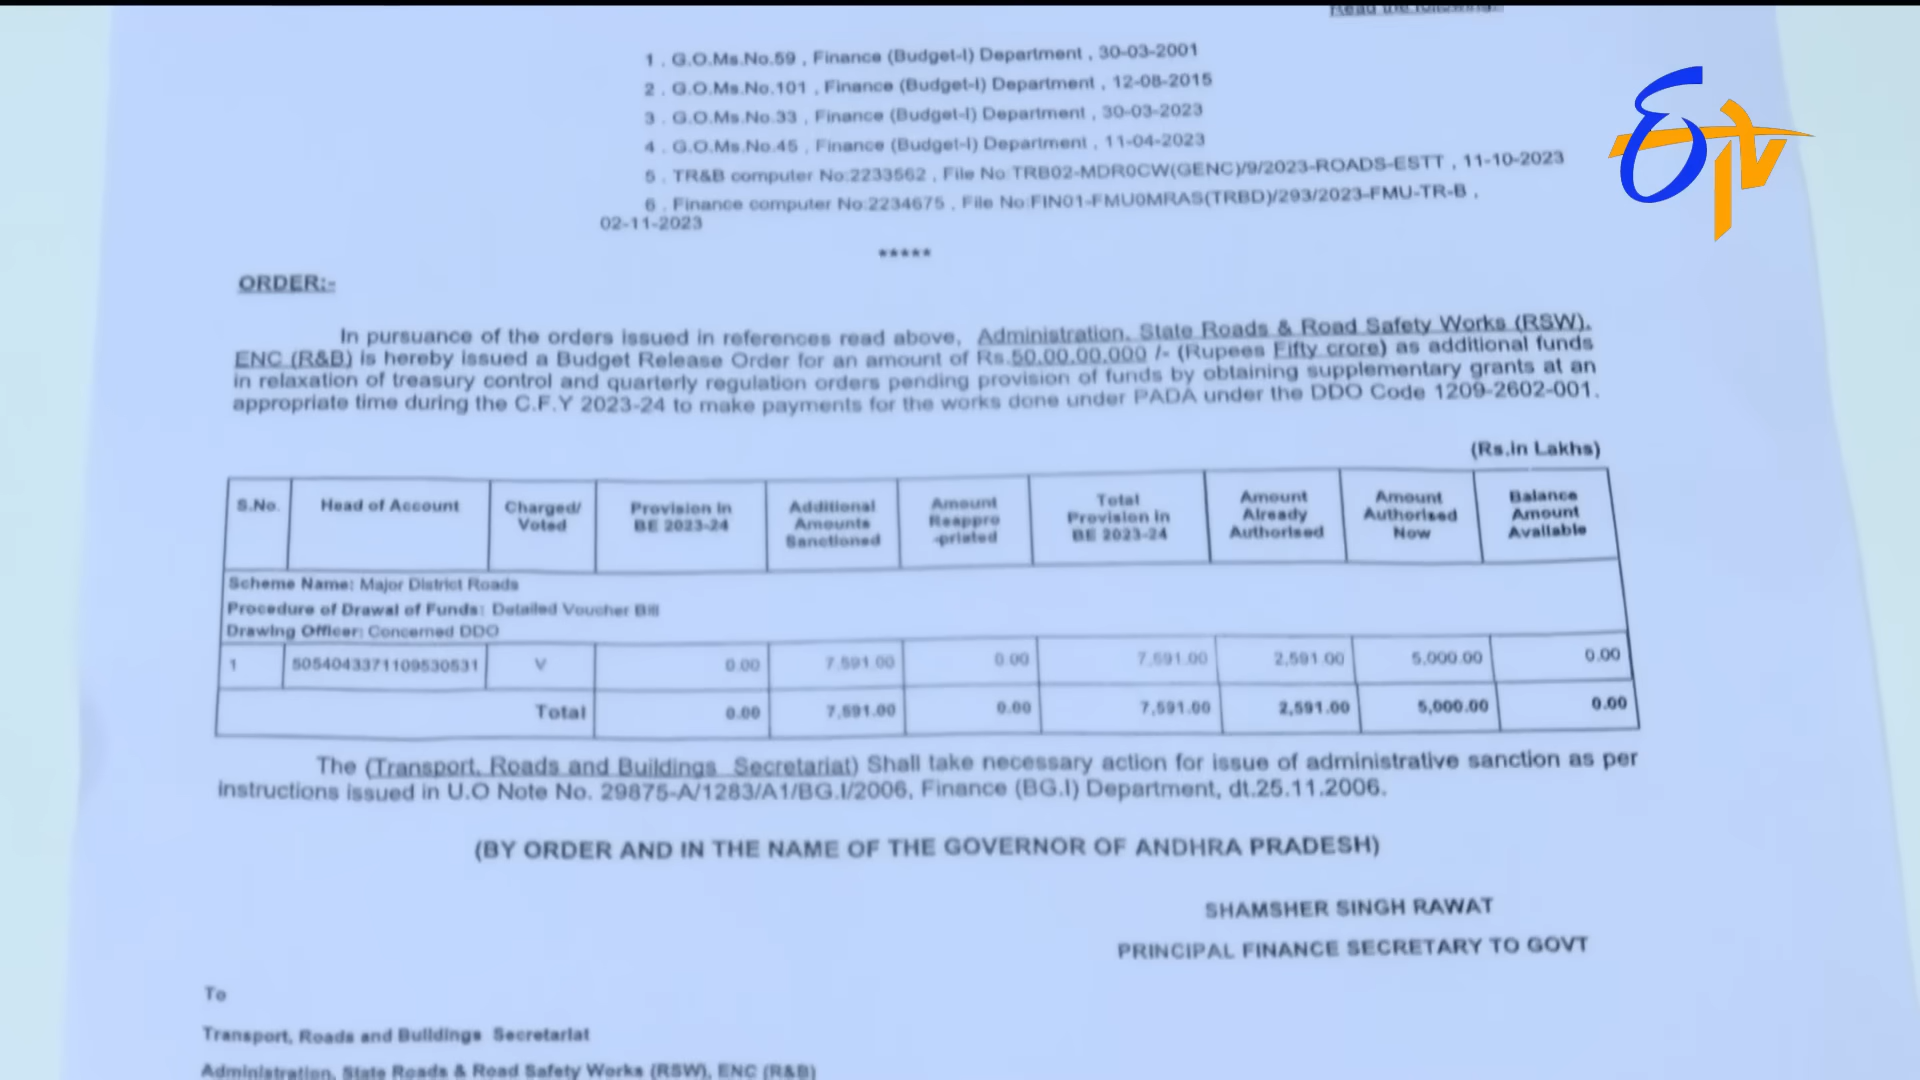 Read the following:
1 . G.O.Ms.No.59 , Finance (Budget-I) Department , 30-03-2001
2 . G.O.Ms.No.101 , Finance (Budget-I) Department , 12-08-2015
3 . G.O.Ms.No.33 , Finance (Budget-I) Department , 30-03-2023
4 . G.O.Ms.No.45 , Finance (Budget-I) Department , 11-04-2023
5 . TR&B computer No:2233562 , File No:TRB02-MDR0CW(GENC)/9/2023-ROADS-ESTT , 11-10-2023
6 . Finance computer No:2234675 , File No:FIN01-FMU0MRAS(TRBD)/293/2023-FMU-TR-B ,
02-11-2023
*****
ETV
ORDER:-
In pursuance of the orders issued in references read above, Administration, State Roads & Road Safety Works (RSW),
ENC (R&B) is hereby issued a Budget Release Order for an amount of Rs.50,00,00,000 /- (Rupees Fifty crore) as additional funds
in relaxation of treasury control and quarterly regulation orders pending provision of funds by obtaining supplementary grants at an
appropriate time during the C.F.Y 2023-24 to make payments for the works done under PADA under the DDO Code 1209-2602-001.
(Rs.in Lakhs)
S.No. Head of Account Charged/ Voted Provision in BE 2023-24 Additional Amounts Sanctioned Amount Reappro -priated Total Provision in BE 2023-24 Amount Already Authorised Amount Authorised Now Balance Amount Available
Scheme Name: Major District Roads
Procedure of Drawal of Funds: Detailed Voucher Bill
Drawing Officer: Concerned DDO
1 5054043371109530531 V 0.00 7,591.00 0.00 7,591.00 2,591.00 5,000.00 0.00
Total 0.00 7,591.00 0.00 7,591.00 2,591.00 5,000.00 0.00
The (Transport, Roads and Buildings Secretariat) Shall take necessary action for issue of administrative sanction as per
instructions issued in U.O Note No. 29875-A/1283/A1/BG.I/2006, Finance (BG.I) Department, dt.25.11.2006.
(BY ORDER AND IN THE NAME OF THE GOVERNOR OF ANDHRA PRADESH)
SHAMSHER SINGH RAWAT
PRINCIPAL FINANCE SECRETARY TO GOVT
To
Transport, Roads and Buildings Secretariat
Administration, State Roads & Road Safety Works (RSW), ENC (R&B)